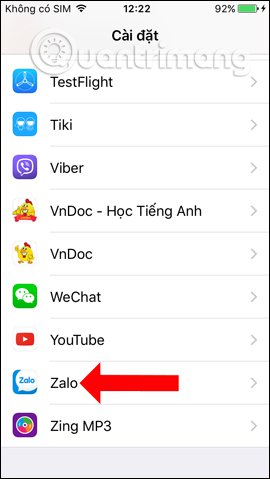 Không có SIM 12:22 92%
Quantrimang
Cài đặt
TestFlight
Tiki
Viber
VnDoc - Học Tiếng Anh
VnDoc
WeChat
YouTube
Zalo
Zalo
Zing MP3